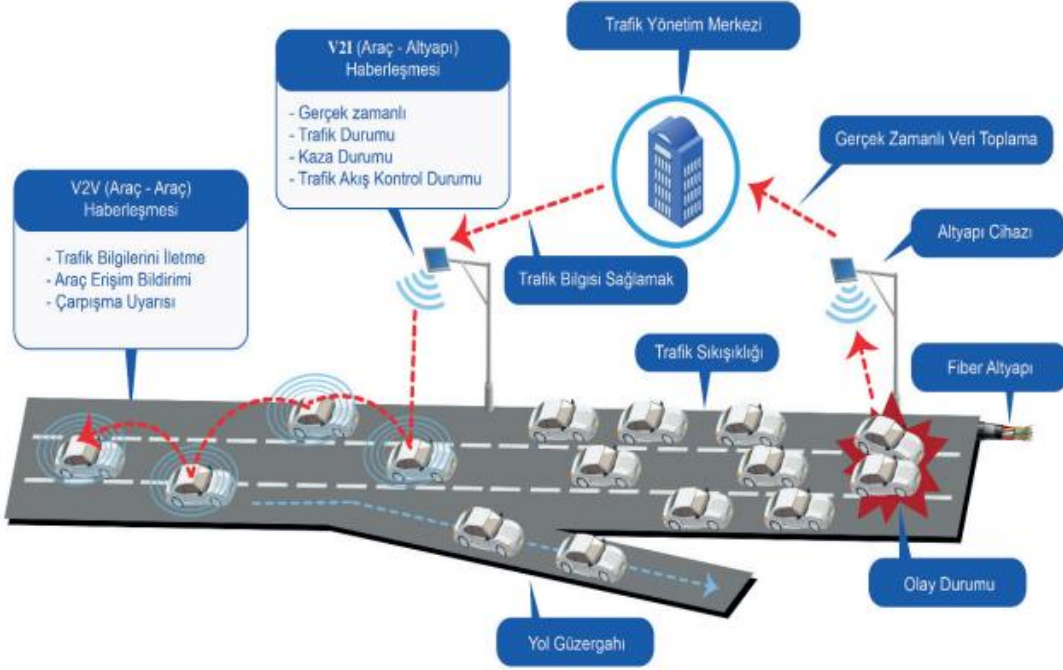 Trafik Yönetim Merkezi
V2I (Araç - Altyapı)
Haberleşmesi
- Gerçek zamanlı
- Trafik Durumu
- Kaza Durumu
- Trafik Akış Kontrol Durumu
Gerçek Zamanlı Veri Toplama
V2V (Araç - Araç)
Haberleşmesi
- Trafik Bilgilerini İletme
- Araç Erişim Bildirimi
- Çarpışma Uyarısı
Altyapı Cihazı
Trafik Bilgisi Sağlamak
Trafik Sıkışıklığı
Fiber Altyapı
Olay Durumu
Yol Güzergahı